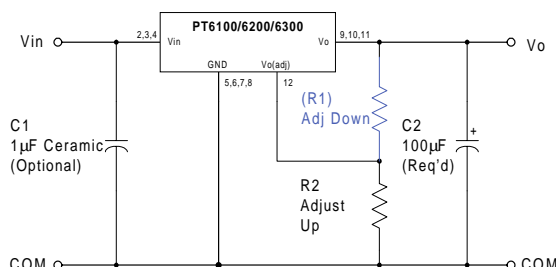 PT6100/6200/6300
Vin
2,3,4
Vin
Vo
9,10,11
Vo
GND
Vo(adj)
5,6,7,8
12
(R1)
Adj Down
C1
1μF Ceramic
(Optional)
C2
100μF
(Req'd)
+
R2
Adjust
Up
COM
COM